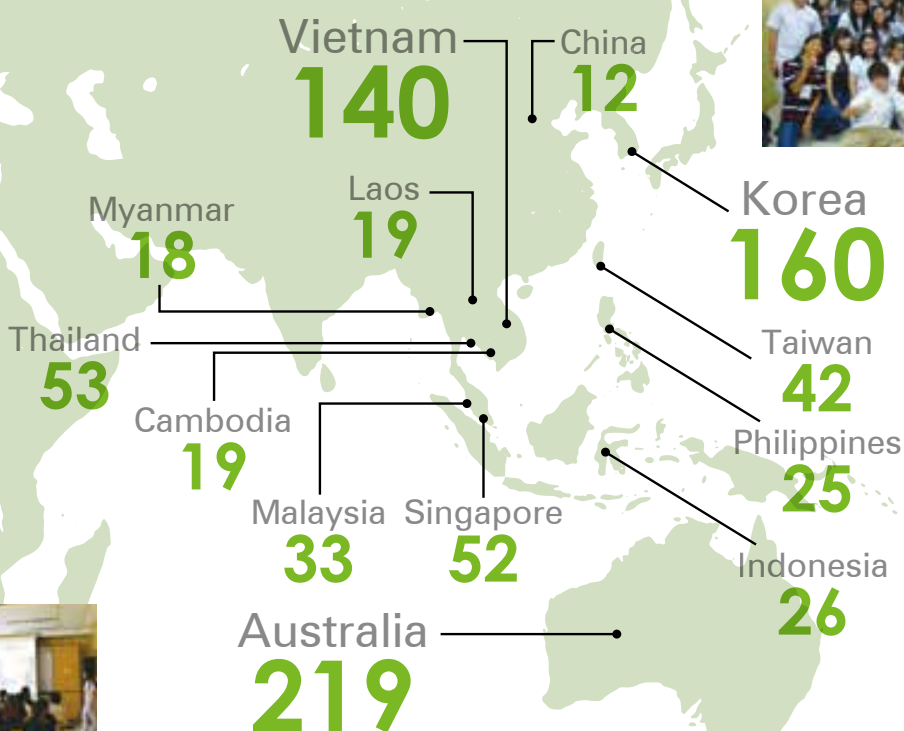 Vietnam
140
China
12
Myanmar
18
Laos
19
Korea
160
Thailand
53
Taiwan
42
Cambodia
19
Philippines
25
Malaysia
33
Singapore
52
Indonesia
26
Australia
219